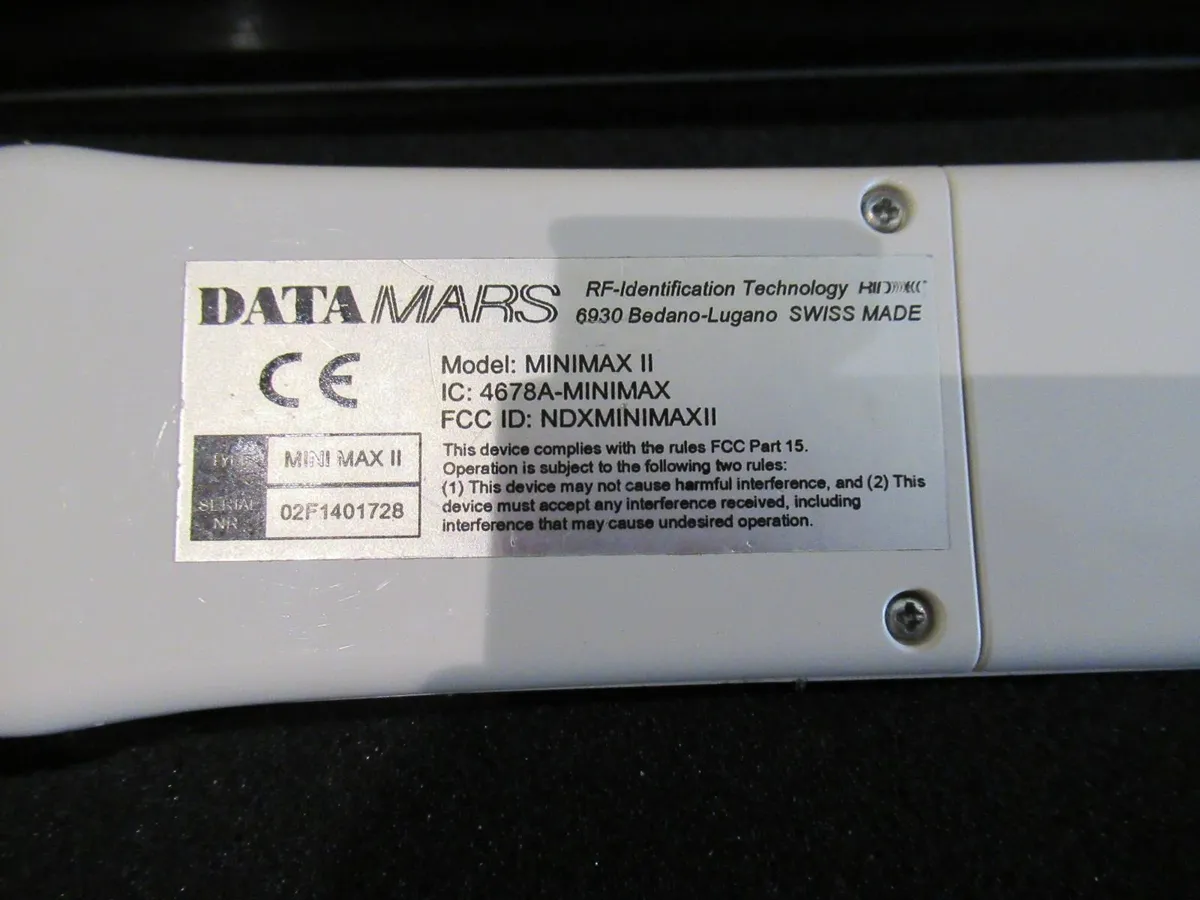 DATAMARS
RF-Identification Technology
6930 Bedano-Lugano SWISS MADE
CE
Model: MINIMAX II
IC: 4678A-MINIMAX
FCC ID: NDXMINIMAXII
TYPE MINI MAX II
SERIAL NR 02F1401728
This device complies with the rules FCC Part 15.
Operation is subject to the following two rules:
(1) This device may not cause harmful interference, and (2) This
device must accept any interference received, including
interference that may cause undesired operation.